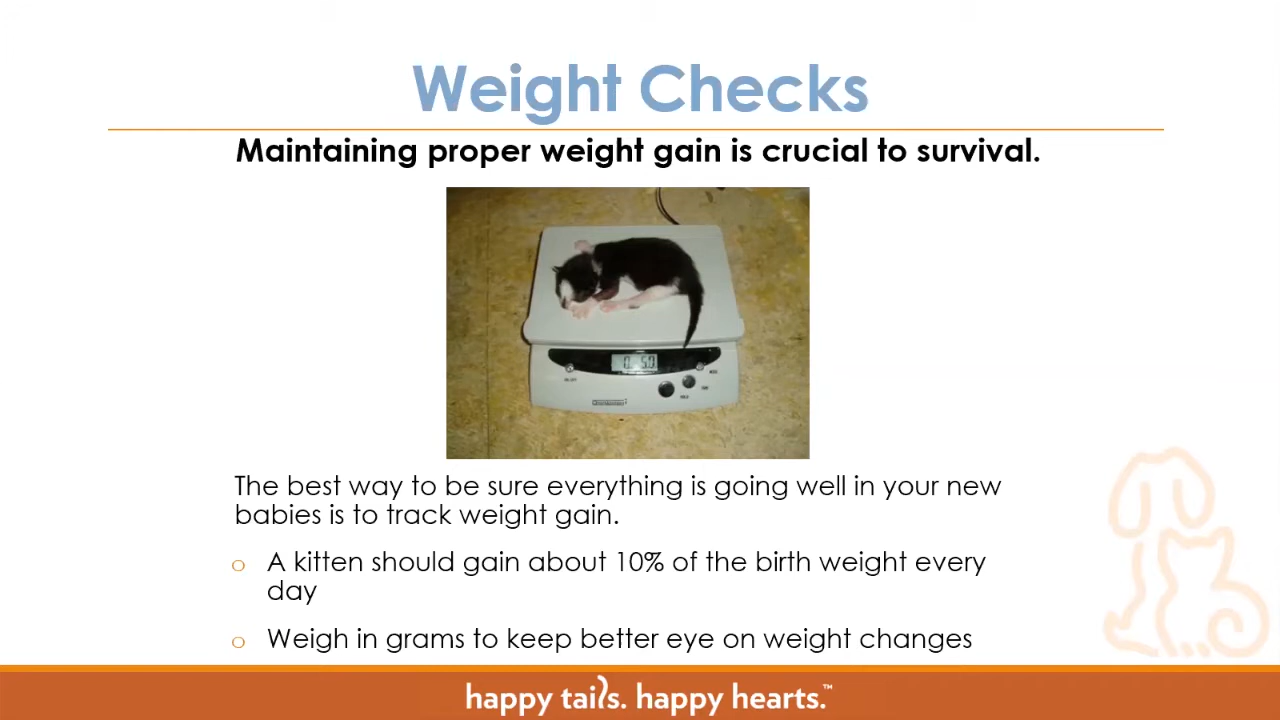 Weight Checks
Maintaining proper weight gain is crucial to survival.
The best way to be sure everything is going well in your new
babies is to track weight gain.
o A kitten should gain about 10% of the birth weight every
day
o Weigh in grams to keep better eye on weight changes
happy tails. happy hearts.™